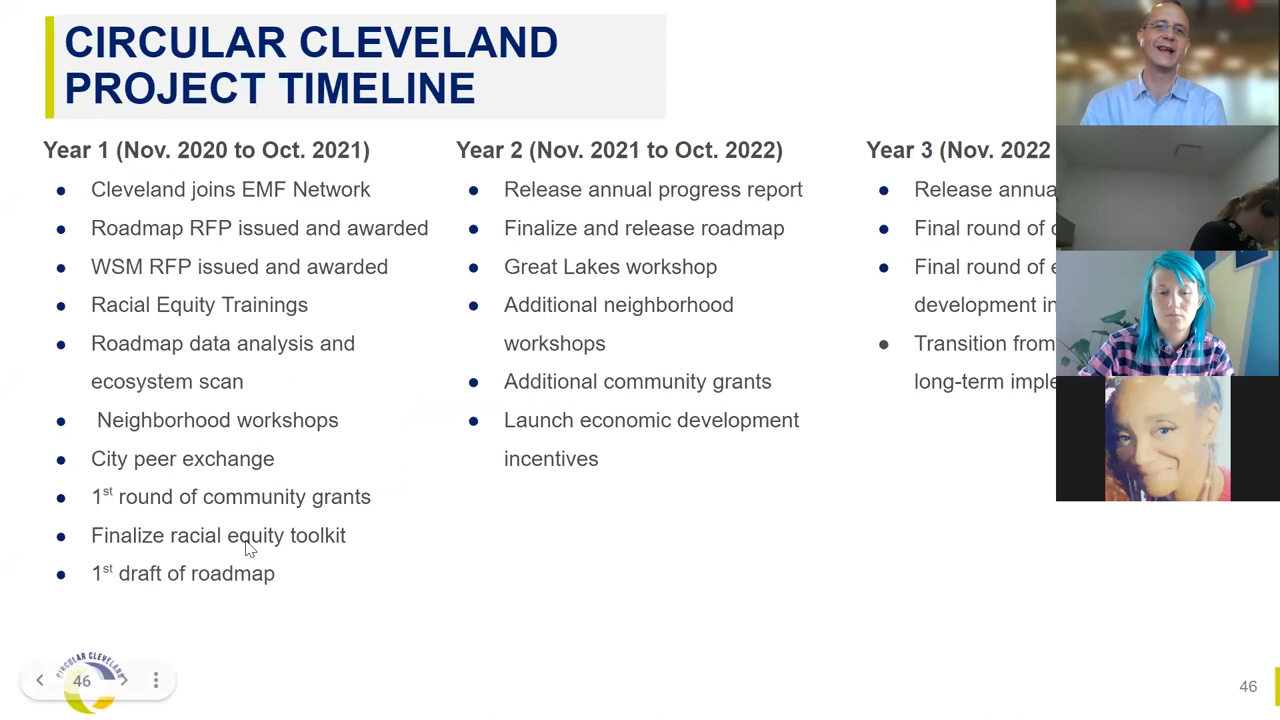 CIRCULAR CLEVELAND
PROJECT TIMELINE
Year 1 (Nov. 2020 to Oct. 2021)
● Cleveland joins EMF Network
● Roadmap RFP issued and awarded
● WSM RFP issued and awarded
● Racial Equity Trainings
● Roadmap data analysis and
ecosystem scan
● Neighborhood workshops
● City peer exchange
● 1st round of community grants
● Finalize racial equity toolkit
● 1st draft of roadmap
Year 2 (Nov. 2021 to Oct. 2022)
● Release annual progress report
● Finalize and release roadmap
● Great Lakes workshop
● Additional neighborhood
workshops
● Additional community grants
● Launch economic development
incentives
Year 3 (Nov. 2022
● Release annua
● Final round of
● Final round of
development in
● Transition from
long-term imple
CIRCULAR CLEVELAND
46
46